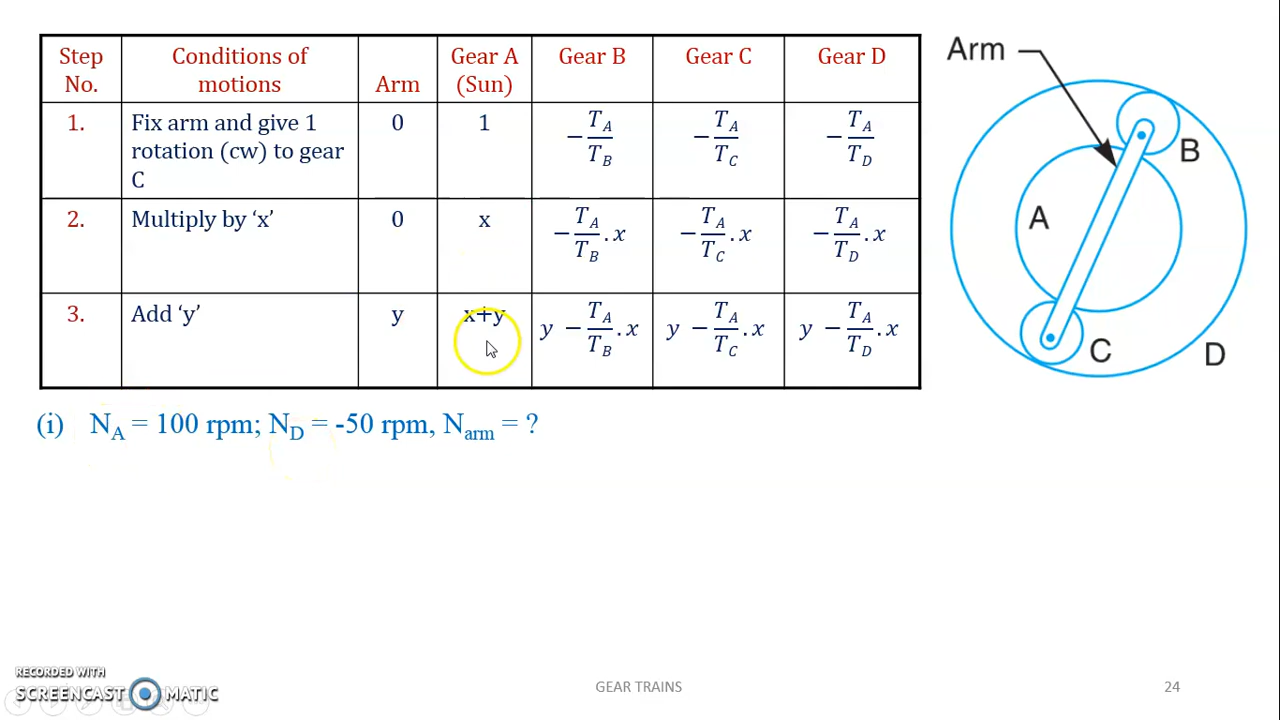 Step No. | Conditions of motions | Arm | Gear A (Sun) | Gear B | Gear C | Gear D
1. | Fix arm and give 1 rotation (cw) to gear C | 0 | 1 | −T_A/T_B | −T_A/T_C | −T_A/T_D
2. | Multiply by ‘x’ | 0 | x | −T_A/T_B . x | −T_A/T_C . x | −T_A/T_D . x
3. | Add ‘y’ | y | x+y | y −T_A/T_B . x | y −T_A/T_C . x | y −T_A/T_D . x
Arm
B
A
C
D
(i) N_A = 100 rpm; N_D = -50 rpm, N_arm = ?
RECORDED WITH
SCREENCAST MATIC
GEAR TRAINS
24